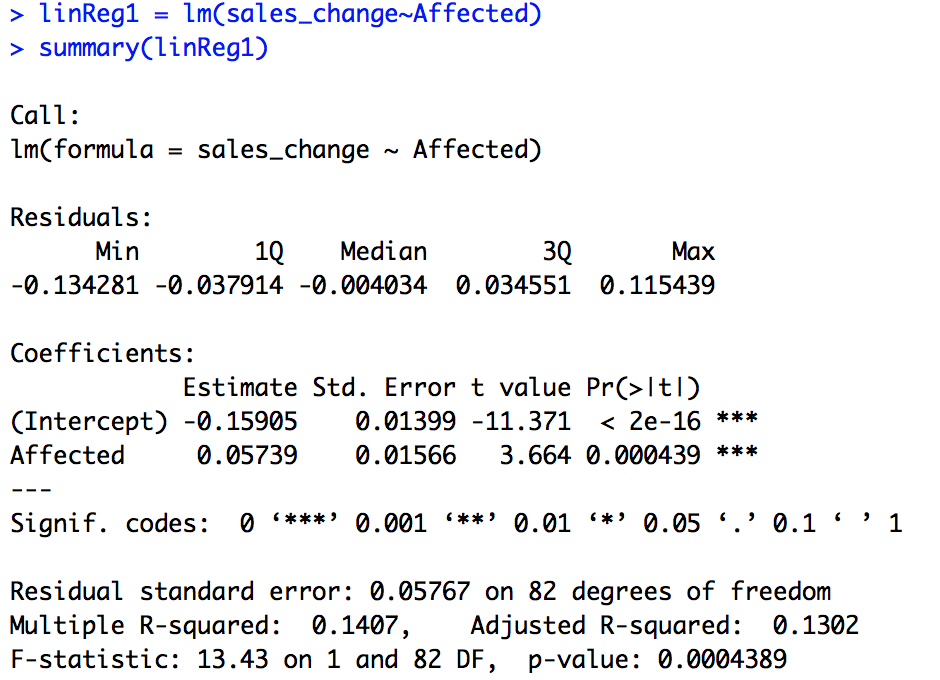 > linReg1 = lm(sales_change~Affected)
> summary(linReg1)
Call:
lm(formula = sales_change ~ Affected)
Residuals:
      Min        1Q    Median        3Q       Max
-0.134281 -0.037914 -0.004034  0.034551  0.115439
Coefficients:
            Estimate Std. Error t value Pr(>|t|)
(Intercept) -0.15905    0.01399 -11.371  < 2e-16 ***
Affected     0.05739    0.01566   3.664 0.000439 ***
---
Signif. codes:  0 ‘***’ 0.001 ‘**’ 0.01 ‘*’ 0.05 ‘.’ 0.1 ‘ ’ 1
Residual standard error: 0.05767 on 82 degrees of freedom
Multiple R-squared:  0.1407,    Adjusted R-squared:  0.1302
F-statistic: 13.43 on 1 and 82 DF,  p-value: 0.0004389